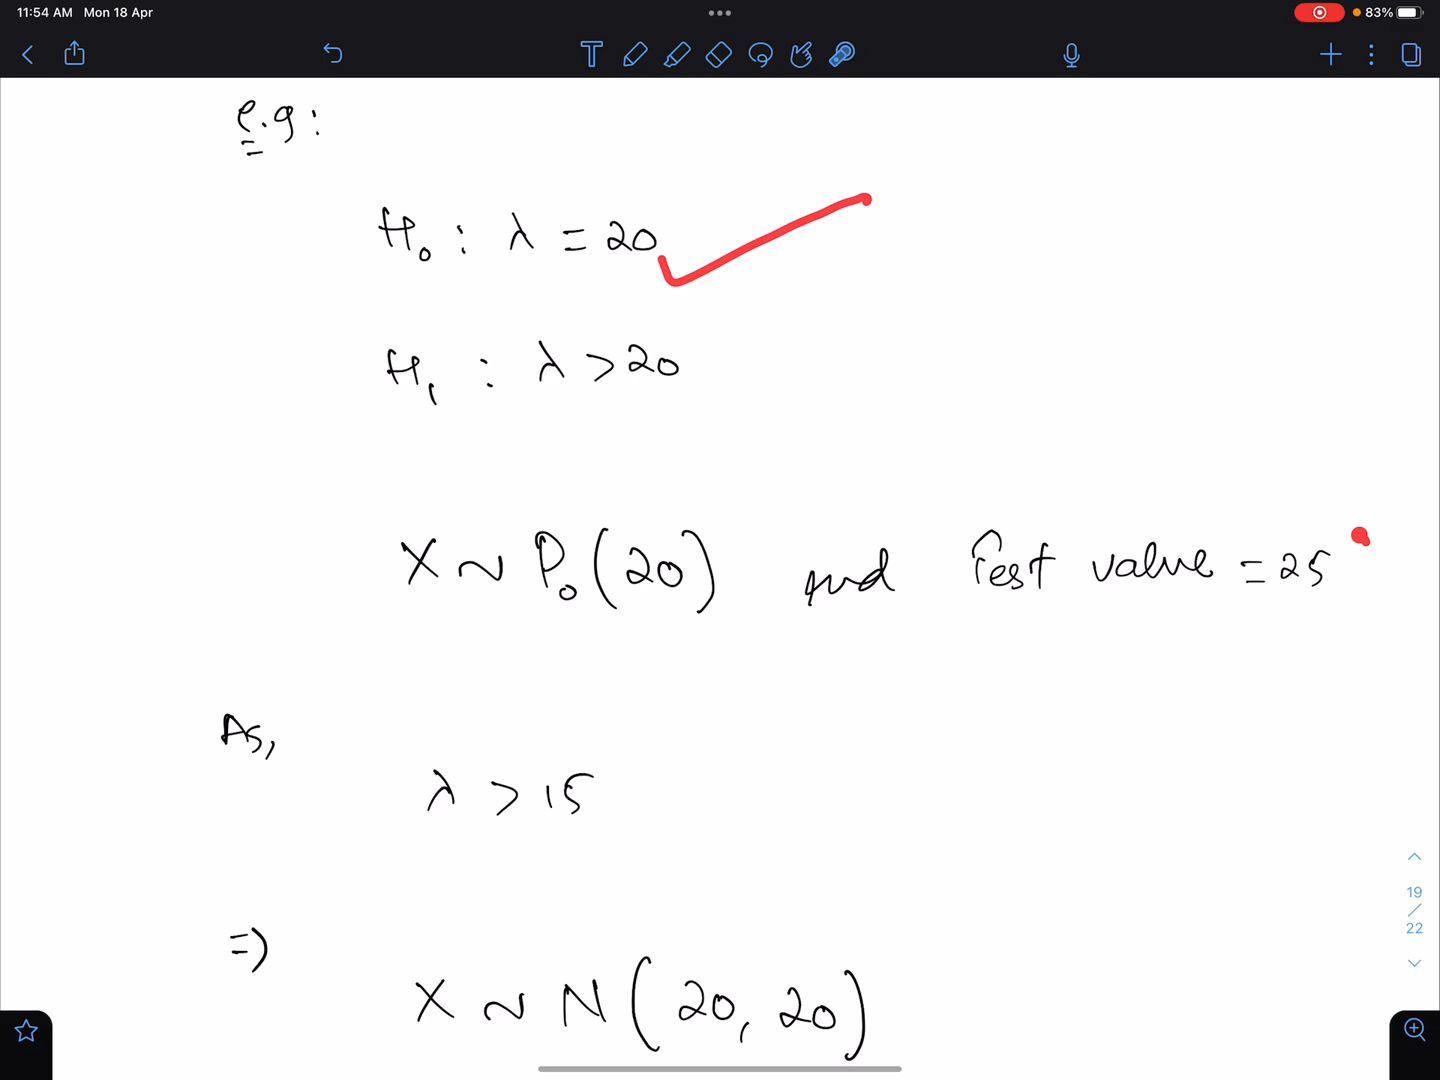 11:54 AM Mon 18 Apr
83%
e.g:
H₀ : λ = 20
H₁ : λ > 20
X ~ P₀(20) and Test value = 25
As,
λ > 15
19
/
22
=)
X ~ N(20, 20)